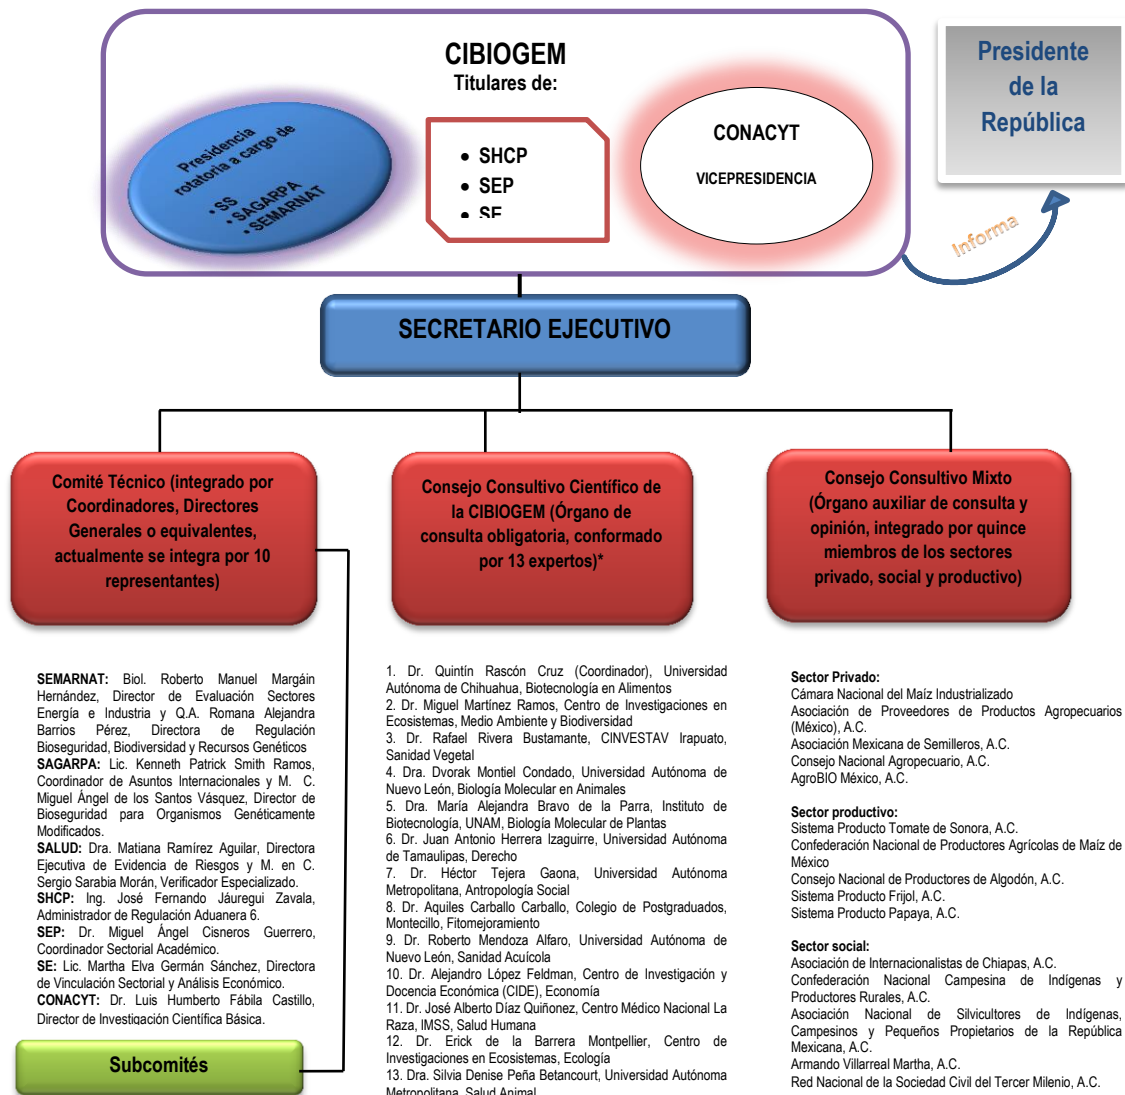 CIBIOGEM
Titulares de:
Presidencia
rotatoria a cargo de
• SS
• SAGARPA
• SEMARNAT
• SHCP
• SEP
• SE
CONACYT
VICEPRESIDENCIA
Presidente
de la
República
Informa
SECRETARIO EJECUTIVO
Comité Técnico (integrado por
Coordinadores, Directores
Generales o equivalentes,
actualmente se integra por 10
representantes)
Consejo Consultivo Científico de
la CIBIOGEM (Órgano de
consulta obligatoria, conformado
por 13 expertos)*
Consejo Consultivo Mixto
(Órgano auxiliar de consulta y
opinión, integrado por quince
miembros de los sectores
privado, social y productivo)
SEMARNAT: Biol. Roberto Manuel Margáin
Hernández, Director de Evaluación Sectores
Energía e Industria y Q.A. Romana Alejandra
Barrios Pérez, Directora de Regulación
Bioseguridad, Biodiversidad y Recursos Genéticos
SAGARPA: Lic. Kenneth Patrick Smith Ramos,
Coordinador de Asuntos Internacionales y M. C.
Miguel Ángel de los Santos Vásquez, Director de
Bioseguridad para Organismos Genéticamente
Modificados.
SALUD: Dra. Matiana Ramírez Aguilar, Directora
Ejecutiva de Evidencia de Riesgos y M. en C.
Sergio Sarabia Morán, Verificador Especializado.
SHCP: Ing. José Fernando Jáuregui Zavala,
Administrador de Regulación Aduanera 6.
SEP: Dr. Miguel Ángel Cisneros Guerrero,
Coordinador Sectorial Académico.
SE: Lic. Martha Elva Germán Sánchez, Directora
de Vinculación Sectorial y Análisis Económico.
CONACYT: Dr. Luis Humberto Fábila Castillo,
Director de Investigación Científica Básica.
Subcomités
1. Dr. Quintín Rascón Cruz (Coordinador), Universidad
Autónoma de Chihuahua, Biotecnología en Alimentos
2. Dr. Miguel Martínez Ramos, Centro de Investigaciones en
Ecosistemas, Medio Ambiente y Biodiversidad
3. Dr. Rafael Rivera Bustamante, CINVESTAV Irapuato,
Sanidad Vegetal
4. Dra. Dvorak Montiel Condado, Universidad Autónoma de
Nuevo León, Biología Molecular en Animales
5. Dra. María Alejandra Bravo de la Parra, Instituto de
Biotecnología, UNAM, Biología Molecular de Plantas
6. Dr. Juan Antonio Herrera Izaguirre, Universidad Autónoma
de Tamaulipas, Derecho
7. Dr. Héctor Tejera Gaona, Universidad Autónoma
Metropolitana, Antropología Social
8. Dr. Aquiles Carballo Carballo, Colegio de Postgraduados,
Montecillo, Fitomejoramiento
9. Dr. Roberto Mendoza Alfaro, Universidad Autónoma de
Nuevo León, Sanidad Acuícola
10. Dr. Alejandro López Feldman, Centro de Investigación y
Docencia Económica (CIDE), Economía
11. Dr. José Alberto Díaz Quiñonez, Centro Médico Nacional La
Raza, IMSS, Salud Humana
12. Dr. Erick de la Barrera Montpellier, Centro de
Investigaciones en Ecosistemas, Ecología
13. Dra. Silvia Denise Peña Betancourt, Universidad Autónoma
Metropolitana, Salud Animal
Sector Privado:
Cámara Nacional del Maíz Industrializado
Asociación de Proveedores de Productos Agropecuarios
(México), A.C.
Asociación Mexicana de Semilleros, A.C.
Consejo Nacional Agropecuario, A.C.
AgroBIO México, A.C.
Sector productivo:
Sistema Producto Tomate de Sonora, A.C.
Confederación Nacional de Productores Agrícolas de Maíz de
México
Consejo Nacional de Productores de Algodón, A.C.
Sistema Producto Frijol, A.C.
Sistema Producto Papaya, A.C.
Sector social:
Asociación de Internacionalistas de Chiapas, A.C.
Confederación Nacional Campesina de Indígenas y
Productores Rurales, A.C.
Asociación Nacional de Silvicultores de Indígenas,
Campesinos y Pequeños Propietarios de la República
Mexicana, A.C.
Armando Villarreal Martha, A.C.
Red Nacional de la Sociedad Civil del Tercer Milenio, A.C.